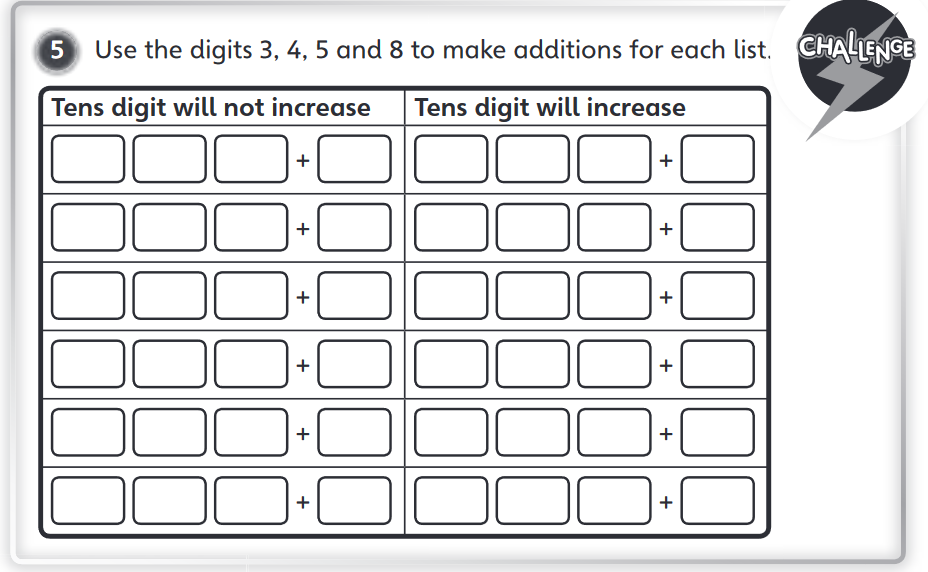 5 Use the digits 3, 4, 5 and 8 to make additions for each list.
CHALLENGE
Tens digit will not increase Tens digit will increase
+ +
+ +
+ +
+ +
+ +
+ +